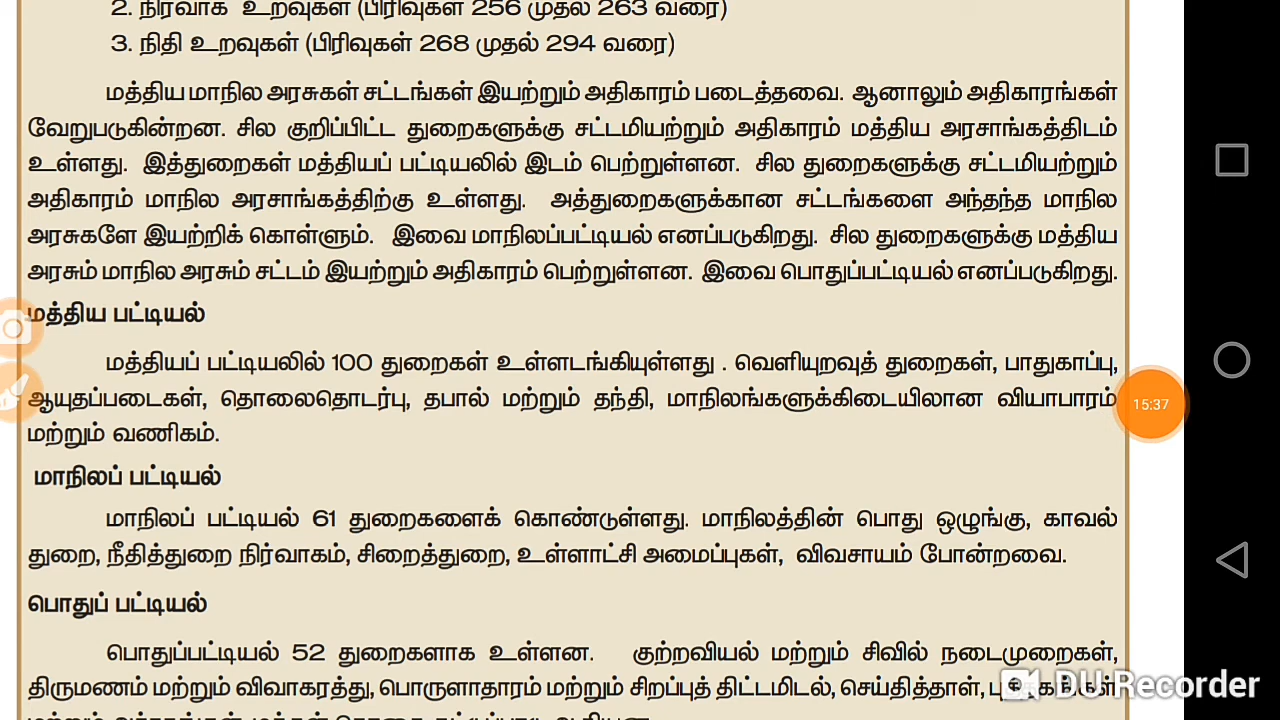 2. நிர்வாக உறவுகள் (பிரிவுகள் 256 முதல் 263 வரை)
3. நிதி உறவுகள் (பிரிவுகள் 268 முதல் 294 வரை)
மத்திய மாநில அரசுகள் சட்டங்கள் இயற்றும் அதிகாரம் படைத்தவை. ஆனாலும் அதிகாரங்கள்
வேறுபடுகின்றன. சில குறிப்பிட்ட துறைகளுக்கு சட்டமியற்றும் அதிகாரம் மத்திய அரசாங்கத்திடம்
உள்ளது. இத்துறைகள் மத்தியப் பட்டியலில் இடம் பெற்றுள்ளன. சில துறைகளுக்கு சட்டமியற்றும்
அதிகாரம் மாநில அரசாங்கத்திற்கு உள்ளது. அத்துறைகளுக்கான சட்டங்களை அந்தந்த மாநில
அரசுகளே இயற்றிக் கொள்ளும். இவை மாநிலப்பட்டியல் எனப்படுகிறது. சில துறைகளுக்கு மத்திய
அரசும் மாநில அரசும் சட்டம் இயற்றும் அதிகாரம் பெற்றுள்ளன. இவை பொதுப்பட்டியல் எனப்படுகிறது.
மத்திய பட்டியல்
மத்தியப் பட்டியலில் 100 துறைகள் உள்ளடங்கியுள்ளது . வெளியுறவுத் துறைகள், பாதுகாப்பு,
ஆயுதப்படைகள், தொலைதொடர்பு, தபால் மற்றும் தந்தி, மாநிலங்களுக்கிடையிலான வியாபாரம்
மற்றும் வணிகம்.
15:37
மாநிலப் பட்டியல்
மாநிலப் பட்டியல் 61 துறைகளைக் கொண்டுள்ளது. மாநிலத்தின் பொது ஒழுங்கு, காவல்
துறை, நீதித்துறை நிர்வாகம், சிறைத்துறை, உள்ளாட்சி அமைப்புகள், விவசாயம் போன்றவை.
பொதுப் பட்டியல்
பொதுப்பட்டியல் 52 துறைகளாக உள்ளன. குற்றவியல் மற்றும் சிவில் நடைமுறைகள்,
திருமணம் மற்றும் விவாகரத்து, பொருளாதாரம் மற்றும் சிறப்புத் திட்டமிடல், செய்தித்தாள்,
DU Recorder